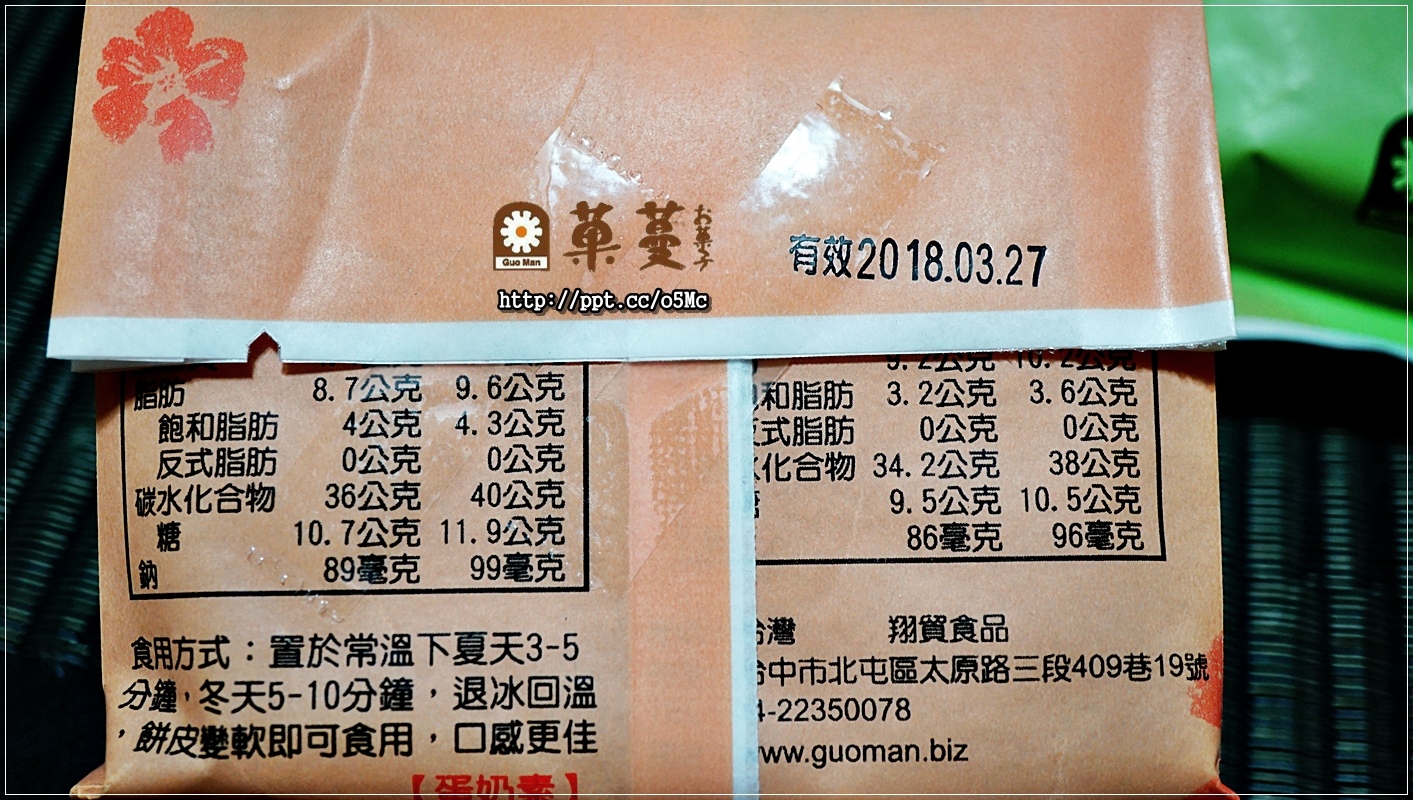 Guo Man
菓蔓
お菓子
http://ppt.cc/o5Mc
有效2018.03.27
脂肪 8.7公克 9.6公克
飽和脂肪 4公克 4.3公克
反式脂肪 0公克 0公克
碳水化合物 36公克 40公克
糖 10.7公克 11.9公克
鈉 89毫克 99毫克
食用方式：置於常溫下夏天3-5
分鐘，冬天5-10分鐘，退冰回溫
，餅皮變軟即可食用，口感更佳
【蛋奶素】
9.2公克 10.2公克
和脂肪 3.2公克 3.6公克
式脂肪 0公克 0公克
化合物 34.2公克 38公克
9.5公克 10.5公克
86毫克 96毫克
灣 翔貿食品
中市北屯區太原路三段409巷19號
4-22350078
www.guoman.biz